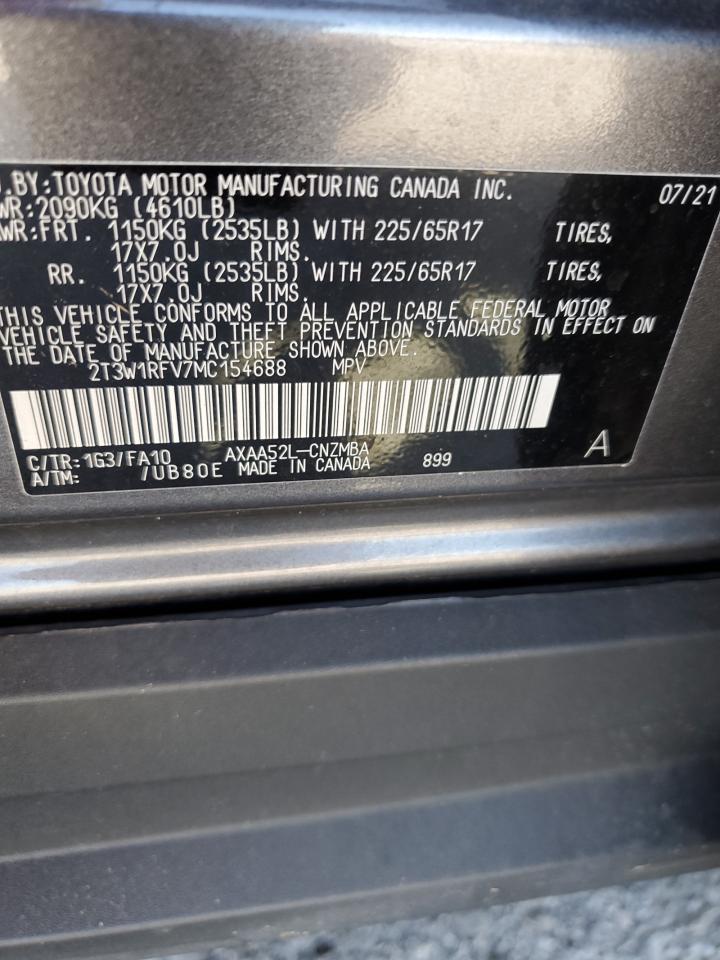 .BY:TOYOTA MOTOR MANUFACTURING CANADA INC. 07/21
WR:2090KG (4610LB)
WR:FRT. 1150KG (2535LB) WITH 225/65R17 TIRES,
17X7.0J RIMS.
RR. 1150KG (2535LB) WITH 225/65R17 TIRES,
17X7.0J RIMS.
THIS VEHICLE CONFORMS TO ALL APPLICABLE FEDERAL MOTOR
VEHICLE SAFETY AND THEFT PREVENTION STANDARDS IN EFFECT ON
THE DATE OF MANUFACTURE SHOWN ABOVE.
2T3W1RFV7MC154688 MPV
C/TR:1G3/FA10 AXAA52L-CNZMBA 899 A
A/TM: /UB80E MADE IN CANADA